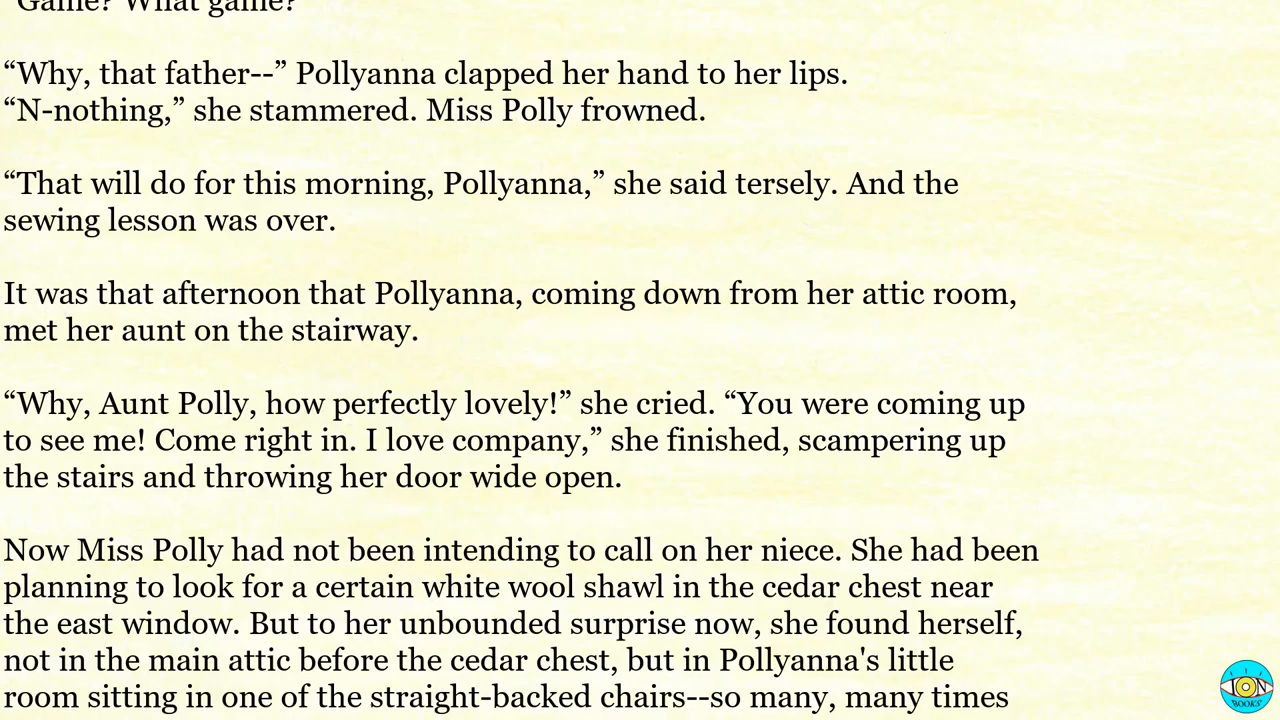 “Game? What game?”
“Why, that father--” Pollyanna clapped her hand to her lips.
“N-nothing,” she stammered. Miss Polly frowned.
“That will do for this morning, Pollyanna,” she said tersely. And the
sewing lesson was over.
It was that afternoon that Pollyanna, coming down from her attic room,
met her aunt on the stairway.
“Why, Aunt Polly, how perfectly lovely!” she cried. “You were coming up
to see me! Come right in. I love company,” she finished, scampering up
the stairs and throwing her door wide open.
Now Miss Polly had not been intending to call on her niece. She had been
planning to look for a certain white wool shawl in the cedar chest near
the east window. But to her unbounded surprise now, she found herself,
not in the main attic before the cedar chest, but in Pollyanna's little
room sitting in one of the straight-backed chairs--so many, many times
ION
BOOKS